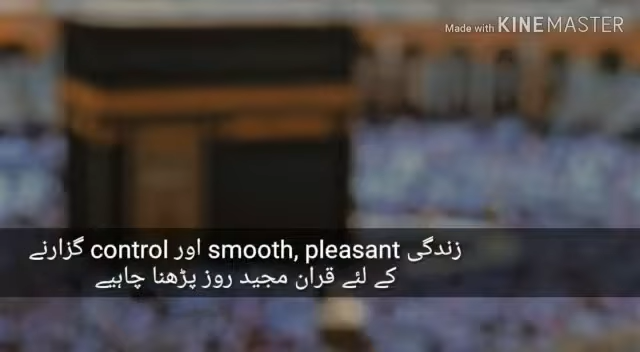 Made with KINEMASTER
زندگی smooth, pleasant اور control گزارنے
کے لئے قران مجید روز پڑھنا چاہیے